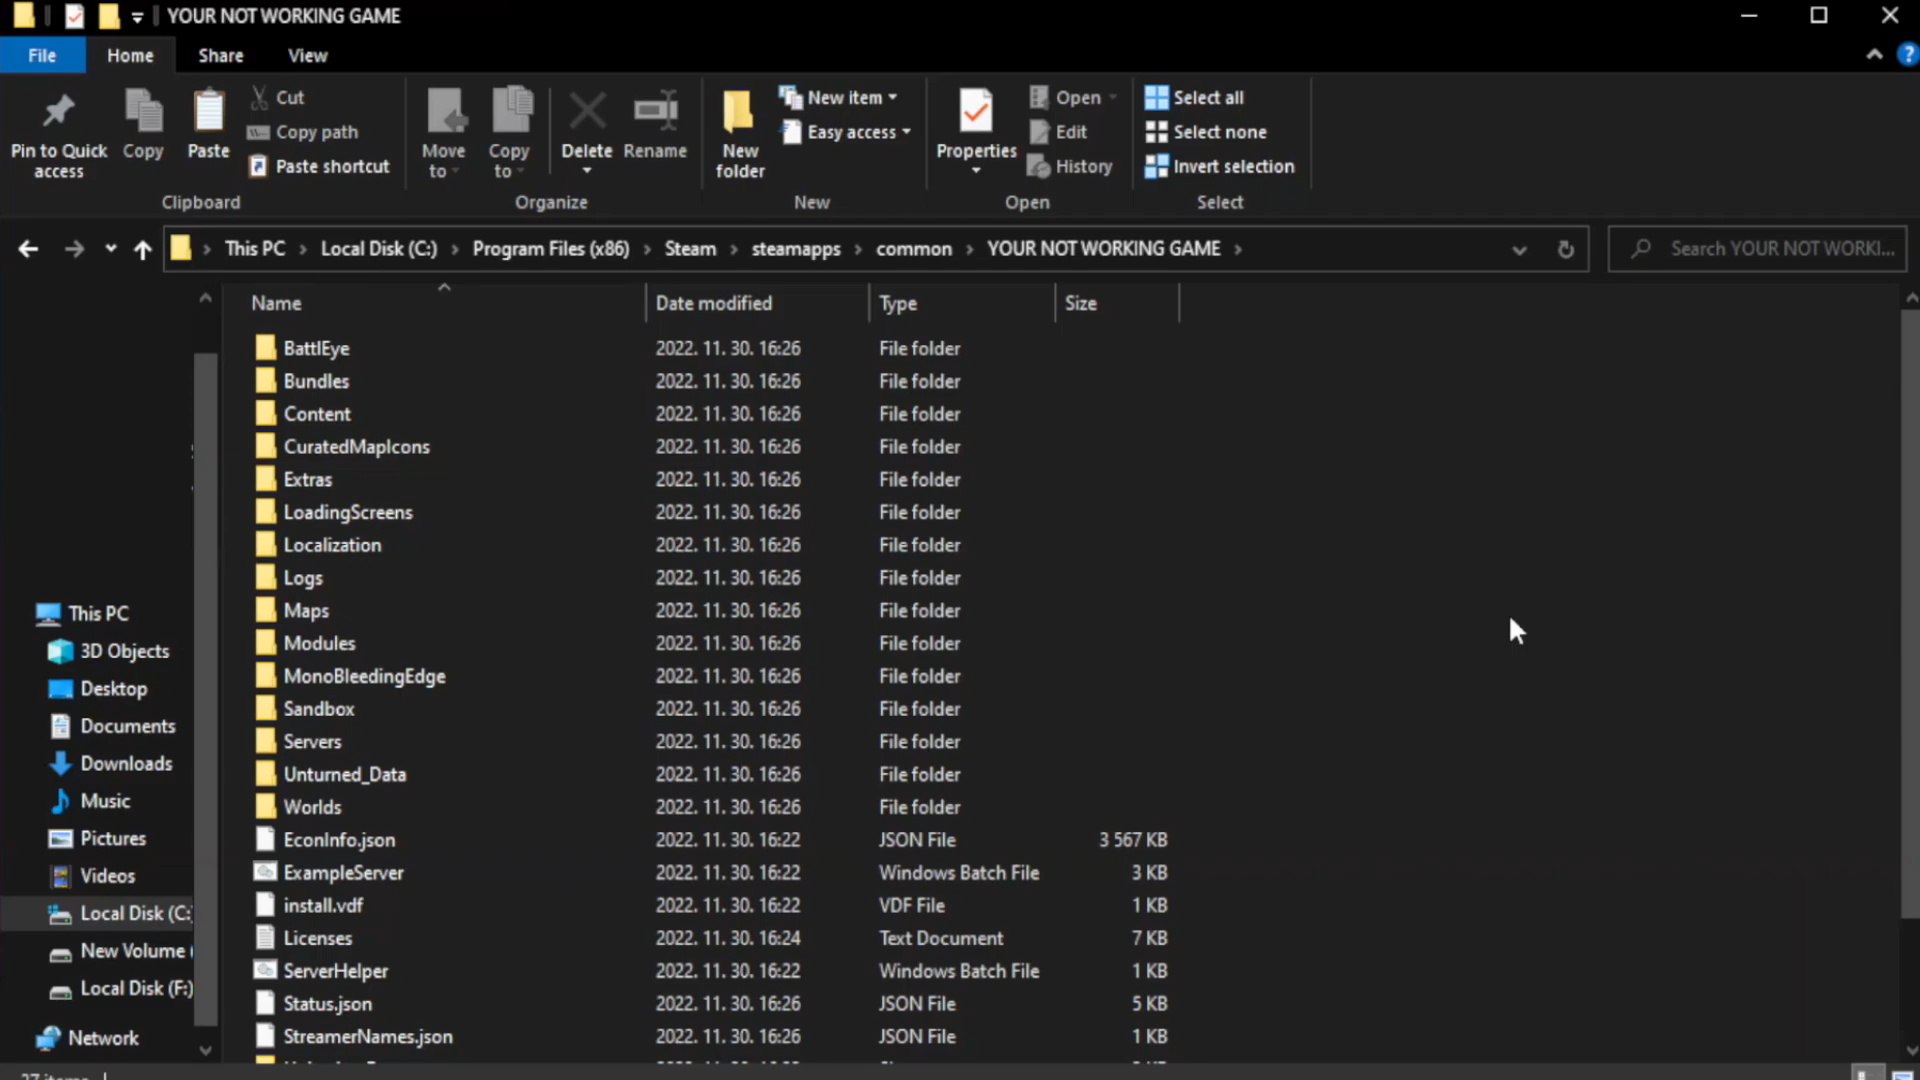 YOUR NOT WORKING GAME
File Home Share View
Pin to Quick access
Copy
Paste
Cut
Copy path
Paste shortcut
Clipboard
Move to
Copy to
Delete
Rename
Organize
New folder
New item
Easy access
New
Properties
Open
Edit
History
Open
Select all
Select none
Invert selection
Select
This PC > Local Disk (C:) > Program Files (x86) > Steam > steamapps > common > YOUR NOT WORKING GAME >
Search YOUR NOT WORKI...
Name Date modified Type Size
BattlEye 2022. 11. 30. 16:26 File folder
Bundles 2022. 11. 30. 16:26 File folder
Content 2022. 11. 30. 16:26 File folder
CuratedMapIcons 2022. 11. 30. 16:26 File folder
Extras 2022. 11. 30. 16:26 File folder
LoadingScreens 2022. 11. 30. 16:26 File folder
Localization 2022. 11. 30. 16:26 File folder
Logs 2022. 11. 30. 16:26 File folder
Maps 2022. 11. 30. 16:26 File folder
Modules 2022. 11. 30. 16:26 File folder
MonoBleedingEdge 2022. 11. 30. 16:26 File folder
Sandbox 2022. 11. 30. 16:26 File folder
Servers 2022. 11. 30. 16:26 File folder
Unturned_Data 2022. 11. 30. 16:26 File folder
Worlds 2022. 11. 30. 16:26 File folder
EconInfo.json 2022. 11. 30. 16:22 JSON File 3 567 KB
ExampleServer 2022. 11. 30. 16:22 Windows Batch File 3 KB
install.vdf 2022. 11. 30. 16:22 VDF File 1 KB
Licenses 2022. 11. 30. 16:24 Text Document 7 KB
ServerHelper 2022. 11. 30. 16:22 Windows Batch File 1 KB
Status.json 2022. 11. 30. 16:26 JSON File 5 KB
StreamerNames.json 2022. 11. 30. 16:26 JSON File 1 KB
This PC
3D Objects
Desktop
Documents
Downloads
Music
Pictures
Videos
Local Disk (C:
New Volume (
Local Disk (F:)
Network